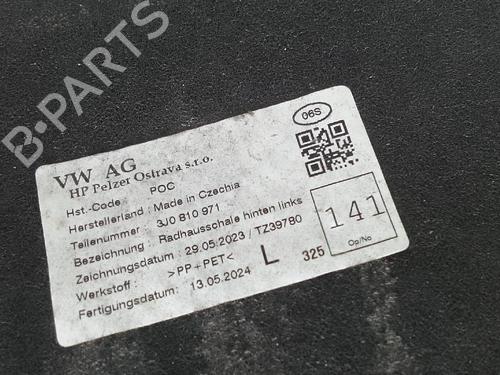 B-PARTS
VW AG
HP Pelzer Ostrava s.r.o.
06S
Hst.-Code POC
Herstellerland : Made in Czechia
Teilenummer : 3J0 810 971
Bezeichnung : Radhausschale hinten links
Zeichnungsdatum : 29.05.2023 / TZ39780
Werkstoff : >PP+PET< L 325
Fertigungsdatum: 13.05.2024
141
Op/No